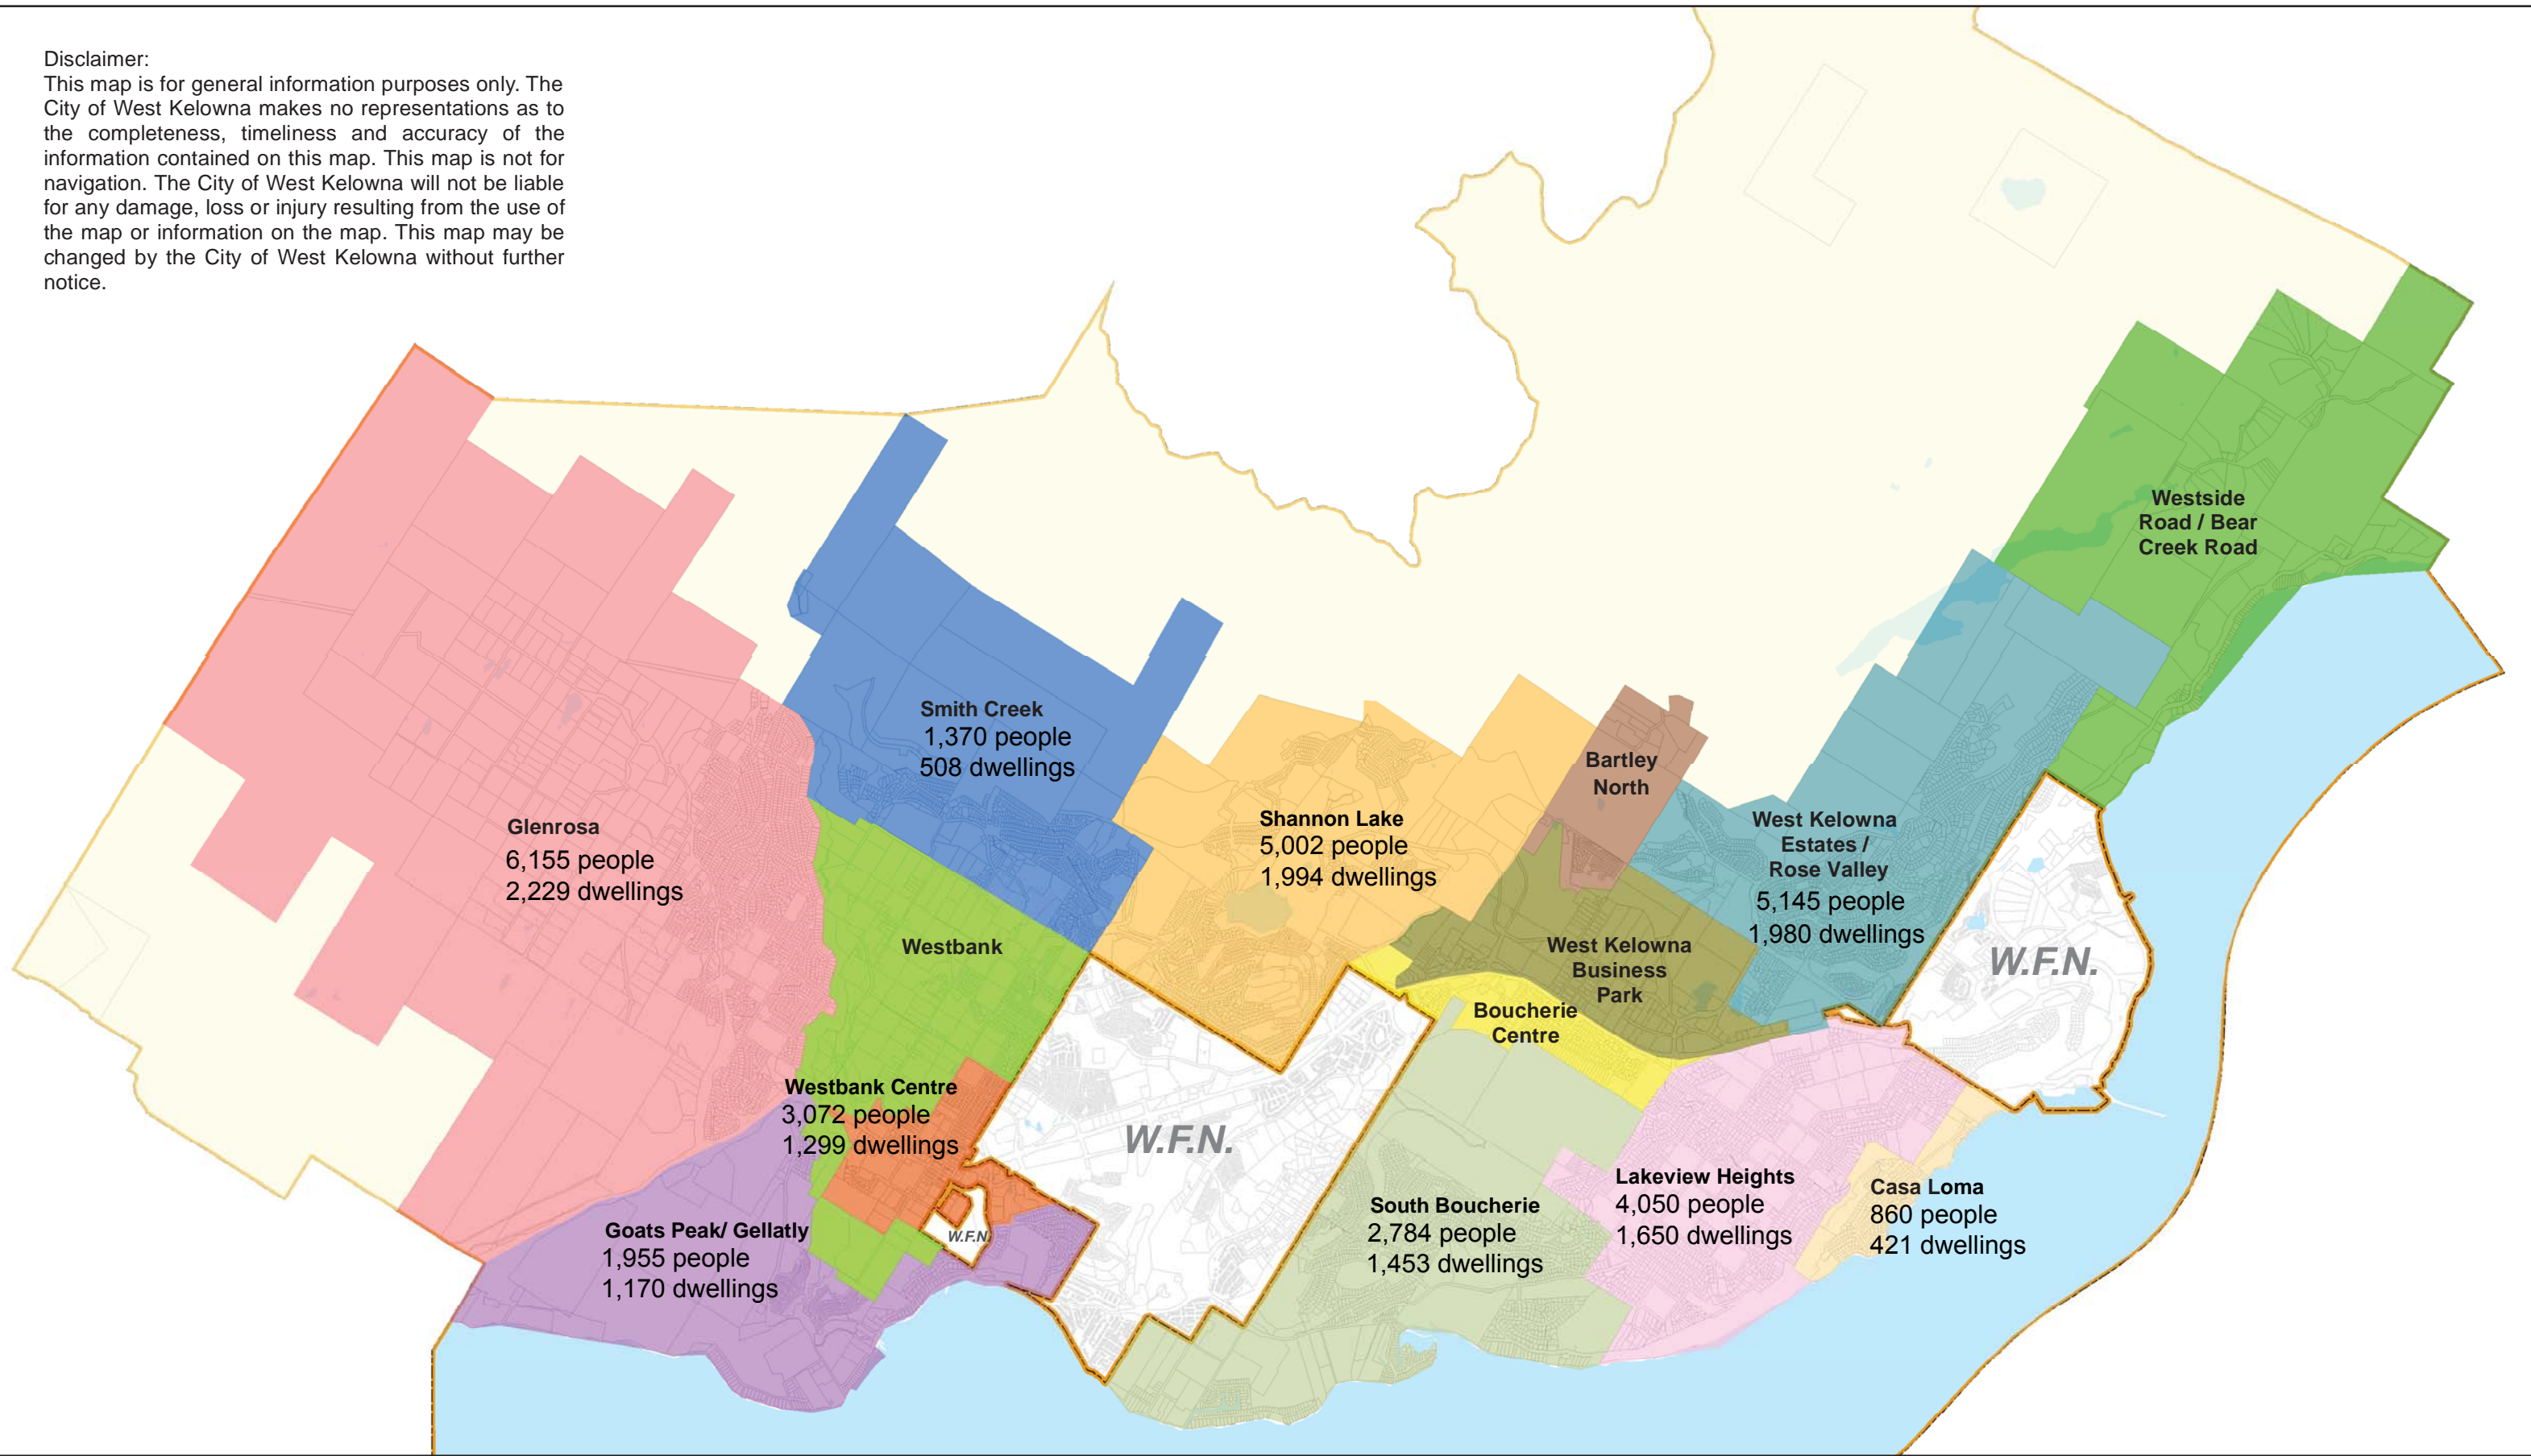 Disclaimer:
This map is for general information purposes only. The
City of West Kelowna makes no representations as to
the completeness, timeliness and accuracy of the
information contained on this map. This map is not for
navigation. The City of West Kelowna will not be liable
for any damage, loss or injury resulting from the use of
the map or information on the map. This map may be
changed by the City of West Kelowna without further
notice.
Westside
Road / Bear
Creek Road
Smith Creek
1,370 people
508 dwellings
Bartley
North
Glenrosa
6,155 people
2,229 dwellings
Shannon Lake
5,002 people
1,994 dwellings
West Kelowna
Estates /
Rose Valley
5,145 people
1,980 dwellings
Westbank
West Kelowna
Business
Park
W.F.N.
Boucherie
Centre
Westbank Centre
3,072 people
1,299 dwellings
W.F.N.
Lakeview Heights
4,050 people
1,650 dwellings
Casa Loma
860 people
421 dwellings
South Boucherie
2,784 people
1,453 dwellings
Goats Peak/ Gellatly
1,955 people
1,170 dwellings
W.F.N.